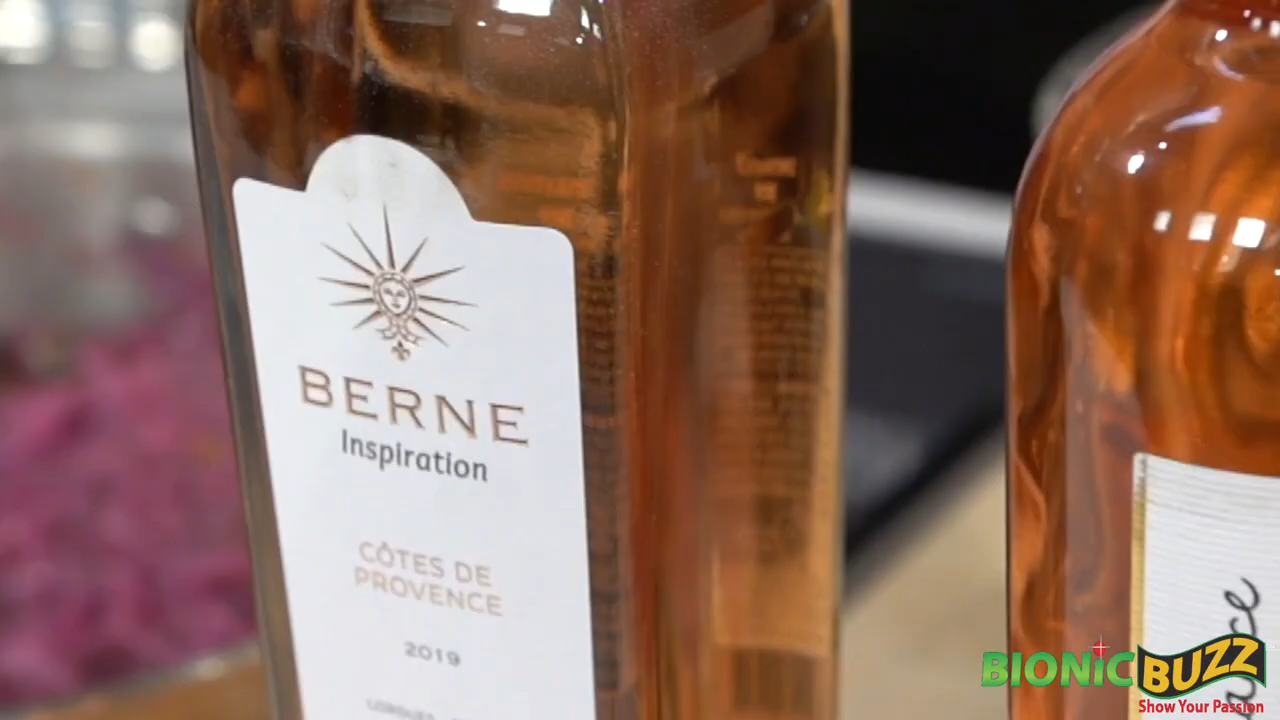 BERNE
Inspiration
CÔTES DE
PROVENCE
2019
BIONIC BUZZ
Show Your Passion